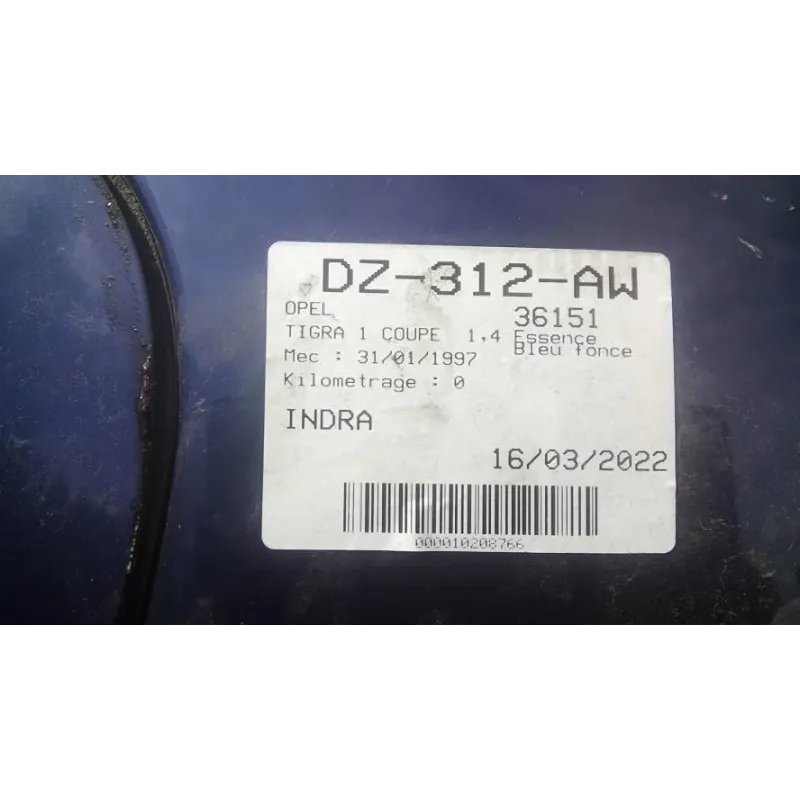 DZ-312-AW
OPEL 36151
TIGRA 1 COUPE 1,4 Essence
Mec : 31/01/1997 Bleu fonce
Kilometrage : 0
INDRA
16/03/2022
000010208766